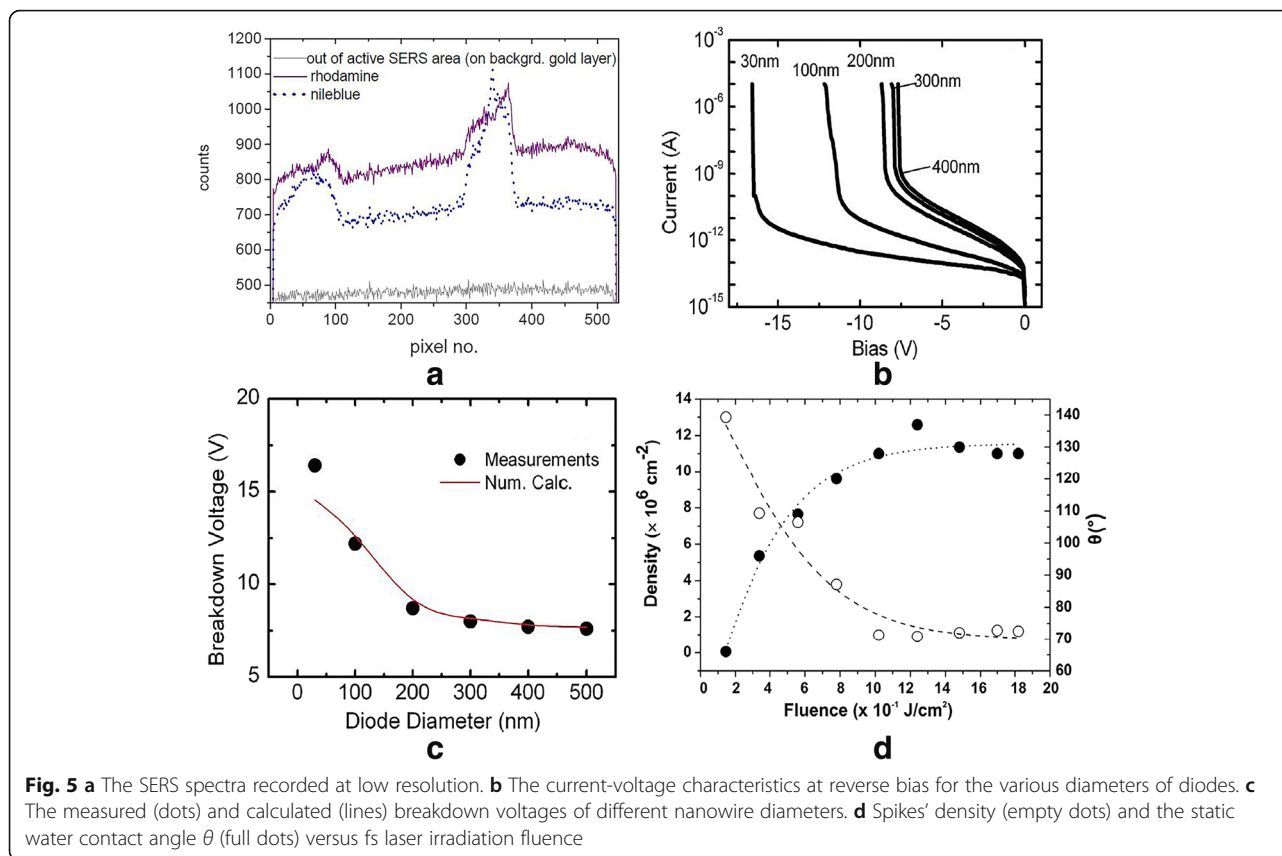 1200
1100
1000
900
800
700
600
500
counts
out of active SERS area (on backgrd. gold layer)
rhodamine
nileblue
0 100 200 300 400 500
pixel no.
a
10-3
10-6
10-9
10-12
10-15
Current (A)
30nm
100nm
200nm
300nm
400nm
-15 -10 -5 0
Bias (V)
b
20
15
10
5
Breakdown Voltage (V)
Measurements
Num. Calc.
0 100 200 300 400 500
Diode Diameter (nm)
c
14
13
12
11
10
9
8
7
6
5
4
3
2
1
0
Density (× 10⁶ cm⁻²)
140
130
120
110
100
90
80
70
60
θ(°)
0 2 4 6 8 10 12 14 16 18 20
Fluence (x 10⁻¹ J/cm²)
d
Fig. 5 a The SERS spectra recorded at low resolution. b The current-voltage characteristics at reverse bias for the various diameters of diodes. c
The measured (dots) and calculated (lines) breakdown voltages of different nanowire diameters. d Spikes' density (empty dots) and the static
water contact angle θ (full dots) versus fs laser irradiation fluence